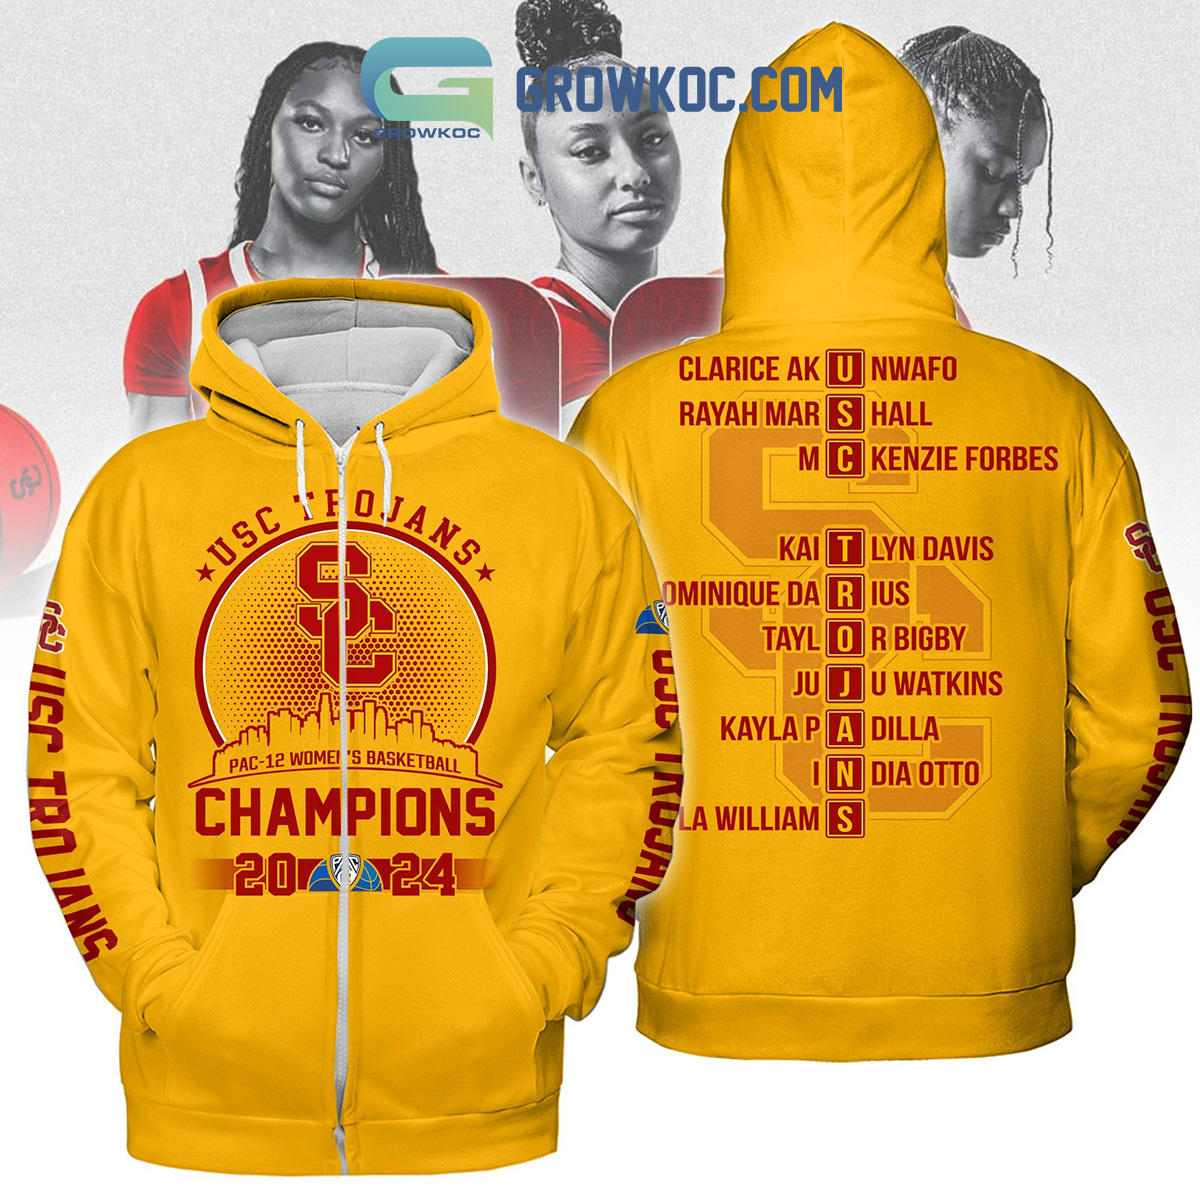 GROWKOC
GROWKOC.COM
USC TROJANS
SC
PAC-12 WOMEN'S BASKETBALL
CHAMPIONS
20 24
SC USC TROJANS
USC TROJANS
CLARICE AKUNWAFO
RAYAH MARSHALL
MCKENZIE FORBES
KAITLYN DAVIS
OMINIQUE DARIUS
TAYLOR BIGBY
JUJU WATKINS
KAYLA PADILLA
INDIA OTTO
LA WILLIAMS
SC USC TROJANS